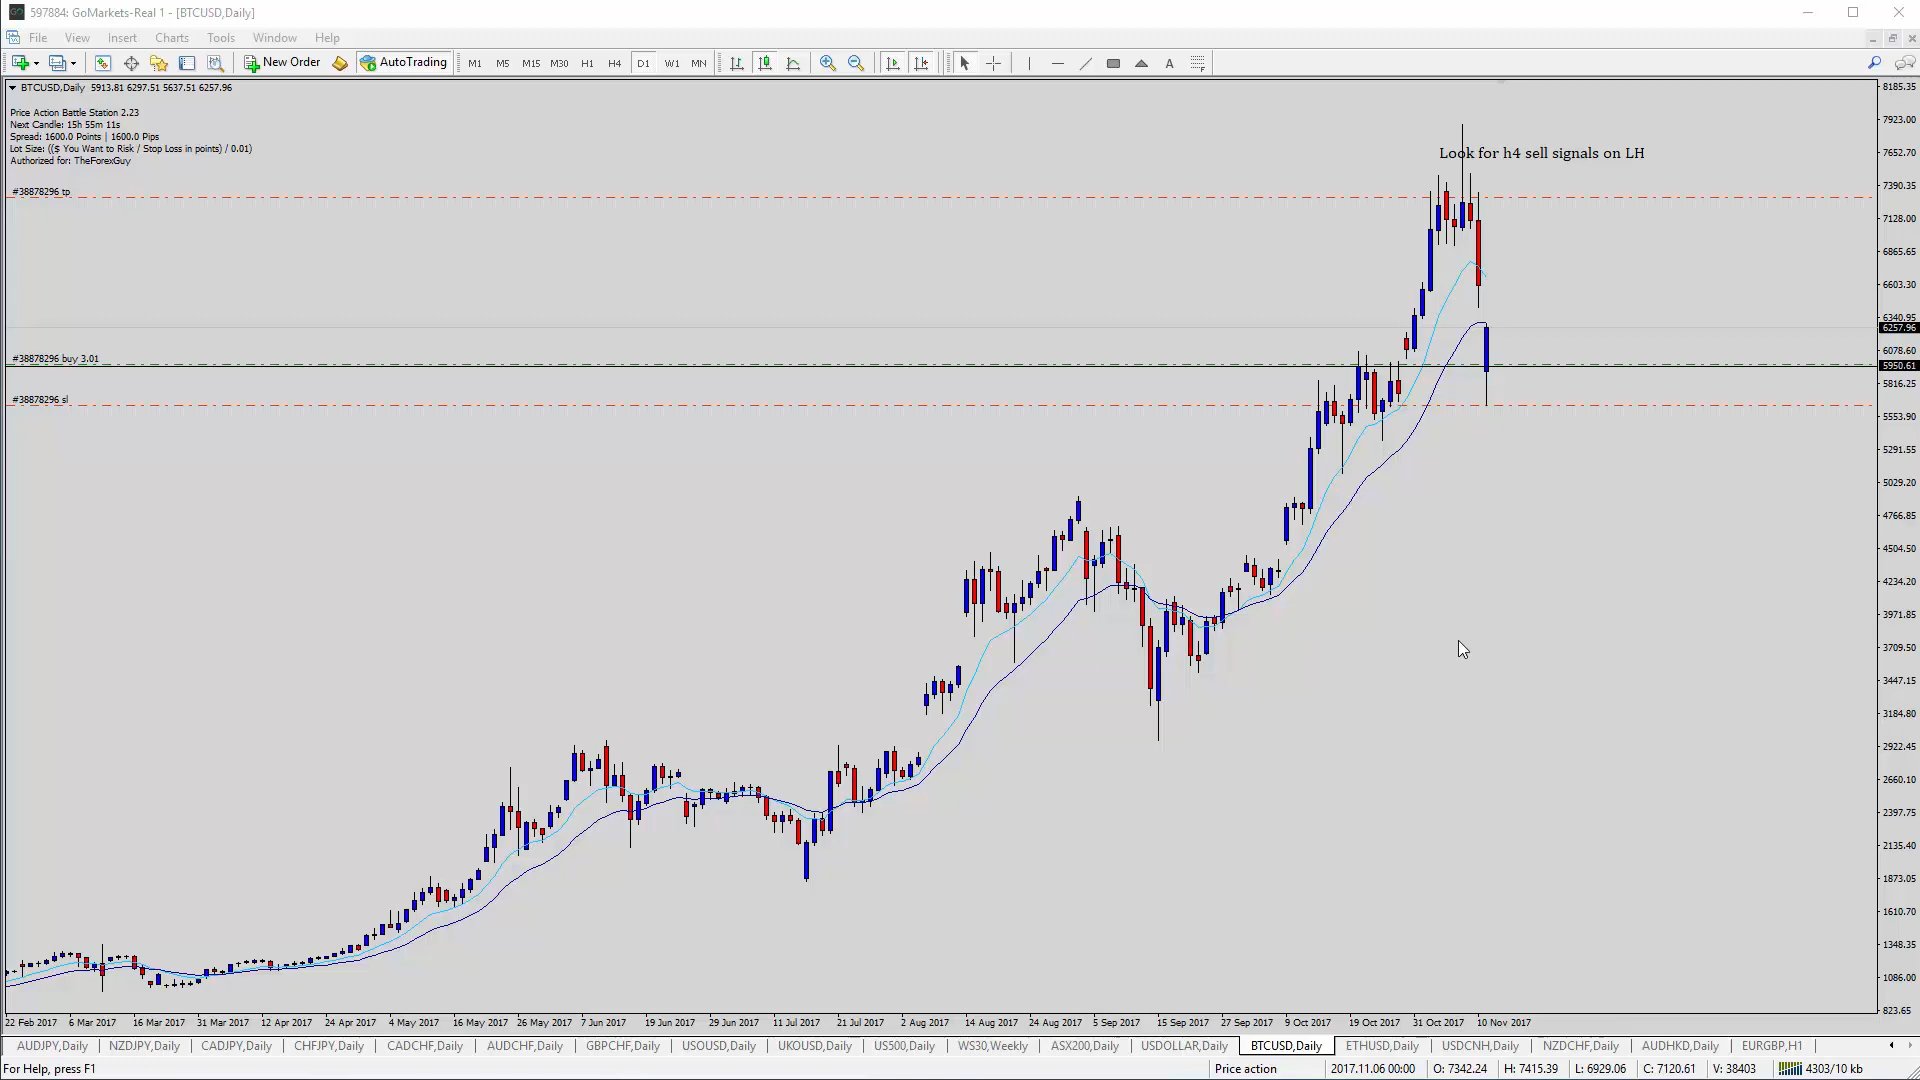 597884: GoMarkets-Real 1 - [BTCUSD,Daily]
File View Insert Charts Tools Window Help
New Order AutoTrading M1 M5 M15 M30 H1 H4 D1 W1 MN A
BTCUSD,Daily 5913.81 6297.51 5637.51 6257.96
Price Action Battle Station 2.23
Next Candle: 15h 55m 11s
Spread: 1600.0 Points | 1600.0 Pips
Lot Size: (($ You Want to Risk / Stop Loss in points) / 0.01)
Authorized for: TheForexGuy
Look for h4 sell signals on LH
#38878296 tp
#38878296 buy 3.01
#38878296 sl
8185.35
7923.00
7652.70
7390.35
7128.00
6865.65
6603.30
6340.95
6257.96
6078.60
5950.61
5816.25
5553.90
5291.55
5029.20
4766.85
4504.50
4234.20
3971.85
3709.50
3447.15
3184.80
2922.45
2660.10
2397.75
2135.40
1873.05
1610.70
1348.35
1086.00
823.65
22 Feb 2017 6 Mar 2017 16 Mar 2017 31 Mar 2017 12 Apr 2017 24 Apr 2017 4 May 2017 16 May 2017 26 May 2017 7 Jun 2017 19 Jun 2017 29 Jun 2017 11 Jul 2017 21 Jul 2017 2 Aug 2017 14 Aug 2017 24 Aug 2017 5 Sep 2017 15 Sep 2017 27 Sep 2017 9 Oct 2017 19 Oct 2017 31 Oct 2017 10 Nov 2017
AUDJPY,Daily NZDJPY,Daily CADJPY,Daily CHFJPY,Daily CADCHF,Daily AUDCHF,Daily GBPCHF,Daily USOUSD,Daily UKOUSD,Daily US500,Daily WS30,Weekly ASX200,Daily USDOLLAR,Daily BTCUSD,Daily ETHUSD,Daily USDCNH,Daily NZDCHF,Daily AUDHKD,Daily EURGBP,H1
For Help, press F1 Price action 2017.11.06 00:00 O: 7342.24 H: 7415.39 L: 6929.06 C: 7120.61 V: 38403 4303/10 kb